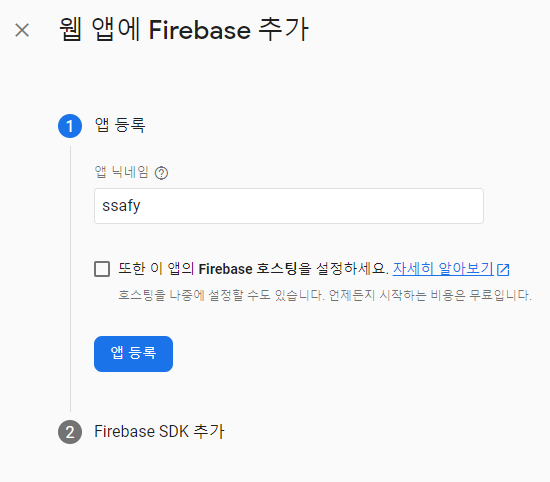 웹 앱에 Firebase 추가
1 앱 등록
앱 닉네임
ssafy
또한 이 앱의 Firebase 호스팅을 설정하세요. 자세히 알아보기
호스팅을 나중에 설정할 수도 있습니다. 언제든지 시작하는 비용은 무료입니다.
앱 등록
2 Firebase SDK 추가